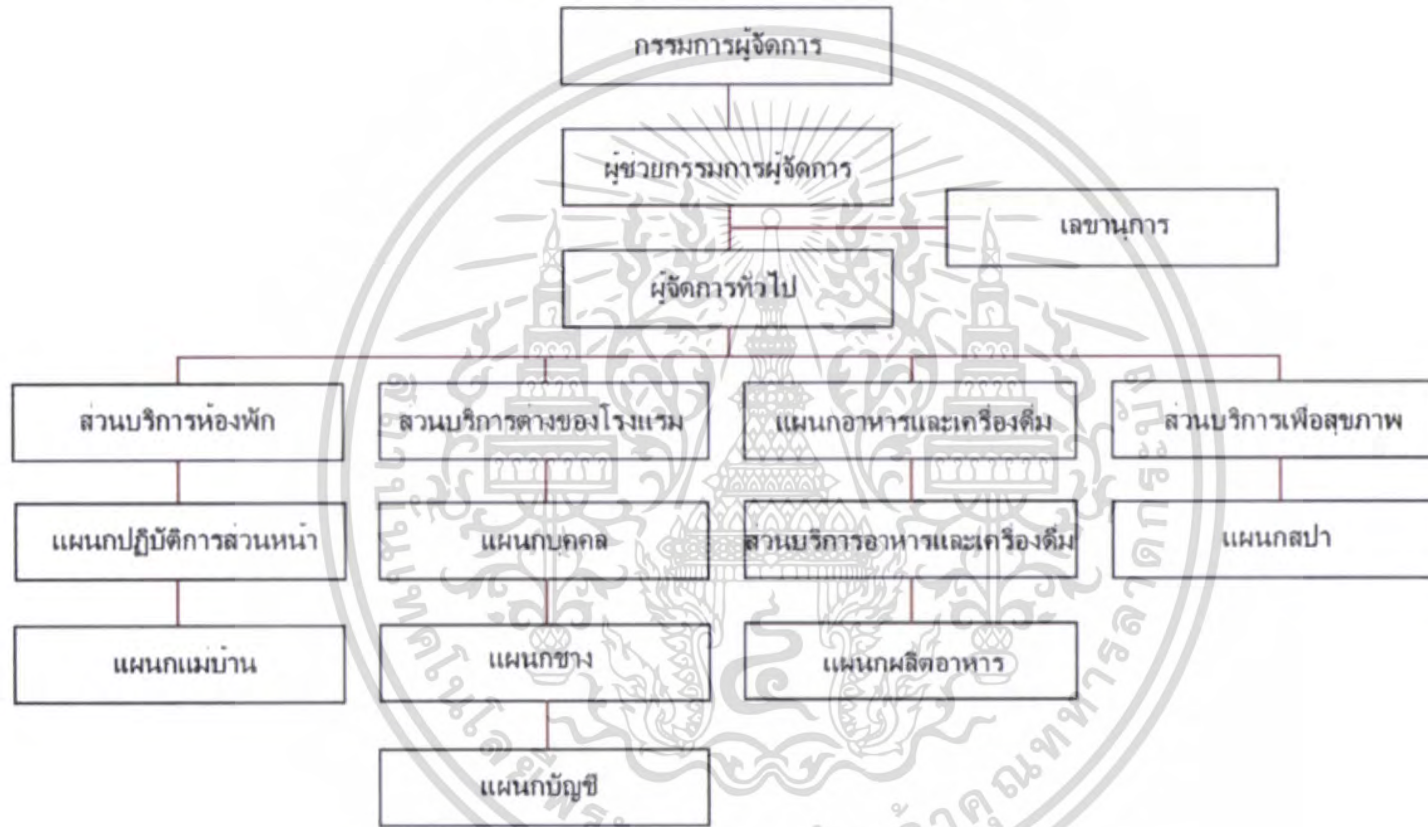 กรรมการผู้จัดการ
ผู้ช่วยกรรมการผู้จัดการ
เลขานุการ
ผู้จัดการทั่วไป
ส่วนบริการห้องพัก
ส่วนบริการต่างของโรงแรม
แผนกอาหารและเครื่องดื่ม
ส่วนบริการเพื่อสุขภาพ
แผนกปฏิบัติการส่วนหน้า
แผนกบุคคล
ส่วนบริการอาหารและเครื่องดื่ม
แผนกสปา
แผนกแม่บ้าน
แผนกช่าง
แผนกผลิตอาหาร
แผนกบัญชี